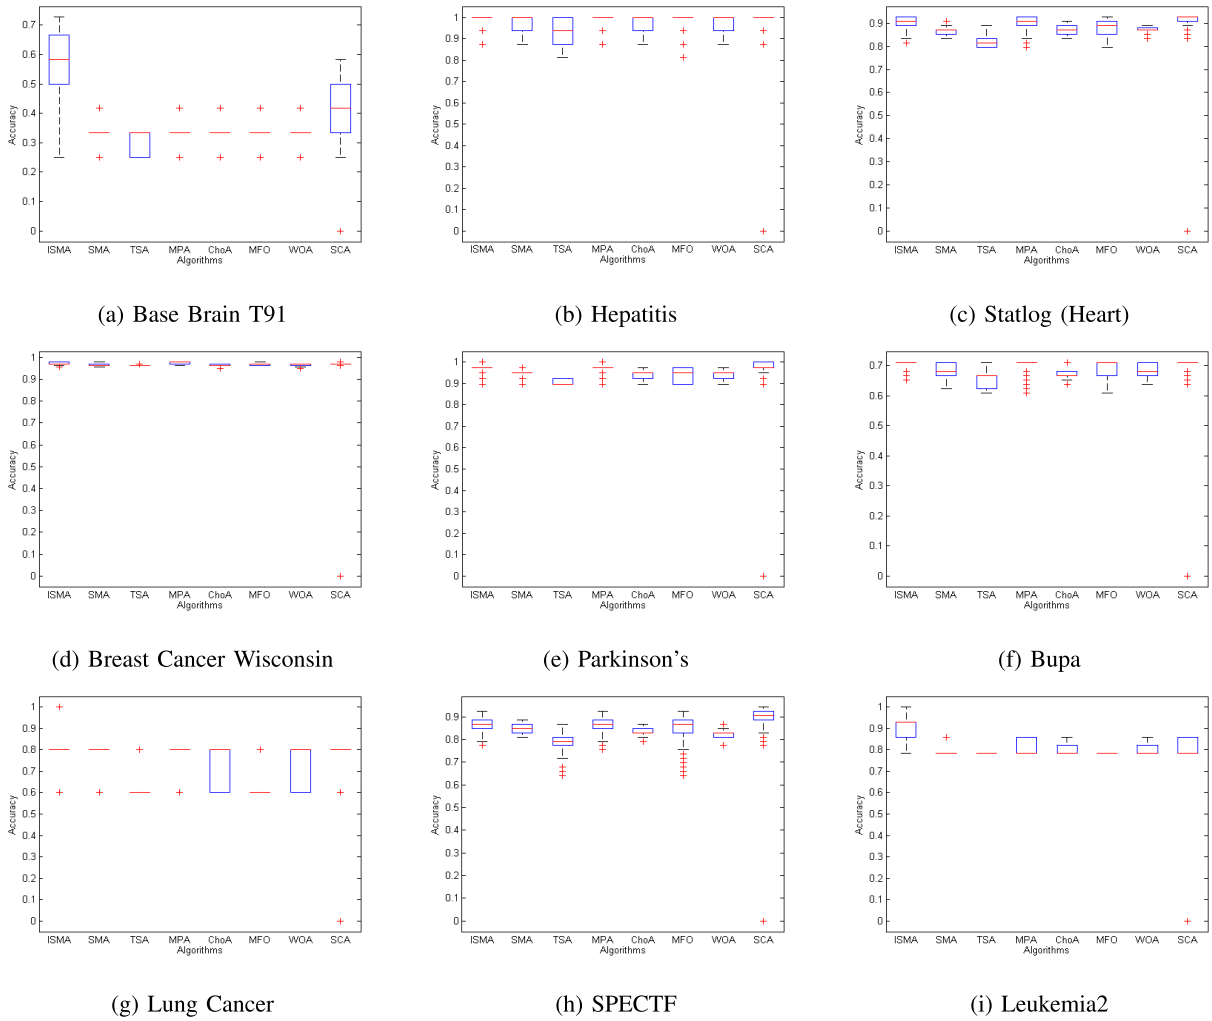 0.7
0.6
0.5
0.4
0.3
0.2
0.1
0
Accuracy
ISMA SMA TSA MPA ChoA MFO WOA SCA
Algorithms
(a) Base Brain T91
1
0.9
0.8
0.7
0.6
0.5
0.4
0.3
0.2
0.1
0
Accuracy
ISMA SMA TSA MPA ChoA MFO WOA SCA
Algorithms
(b) Hepatitis
0.9
0.8
0.7
0.6
0.5
0.4
0.3
0.2
0.1
0
Accuracy
ISMA SMA TSA MPA ChoA MFO WOA SCA
Algorithms
(c) Statlog (Heart)
1
0.9
0.8
0.7
0.6
0.5
0.4
0.3
0.2
0.1
0
Accuracy
ISMA SMA TSA MPA ChoA MFO WOA SCA
Algorithms
(d) Breast Cancer Wisconsin
1
0.9
0.8
0.7
0.6
0.5
0.4
0.3
0.2
0.1
0
Accuracy
ISMA SMA TSA MPA ChoA MFO WOA SCA
Algorithms
(e) Parkinson's
0.7
0.6
0.5
0.4
0.3
0.2
0.1
0
Accuracy
ISMA SMA TSA MPA ChoA MFO WOA SCA
Algorithms
(f) Bupa
1
0.9
0.8
0.7
0.6
0.5
0.4
0.3
0.2
0.1
0
Accuracy
ISMA SMA TSA MPA ChoA MFO WOA SCA
Algorithms
(g) Lung Cancer
0.9
0.8
0.7
0.6
0.5
0.4
0.3
0.2
0.1
0
Accuracy
ISMA SMA TSA MPA ChoA MFO WOA SCA
Algorithms
(h) SPECTF
1
0.9
0.8
0.7
0.6
0.5
0.4
0.3
0.2
0.1
0
Accuracy
ISMA SMA TSA MPA ChoA MFO WOA SCA
Algorithms
(i) Leukemia2